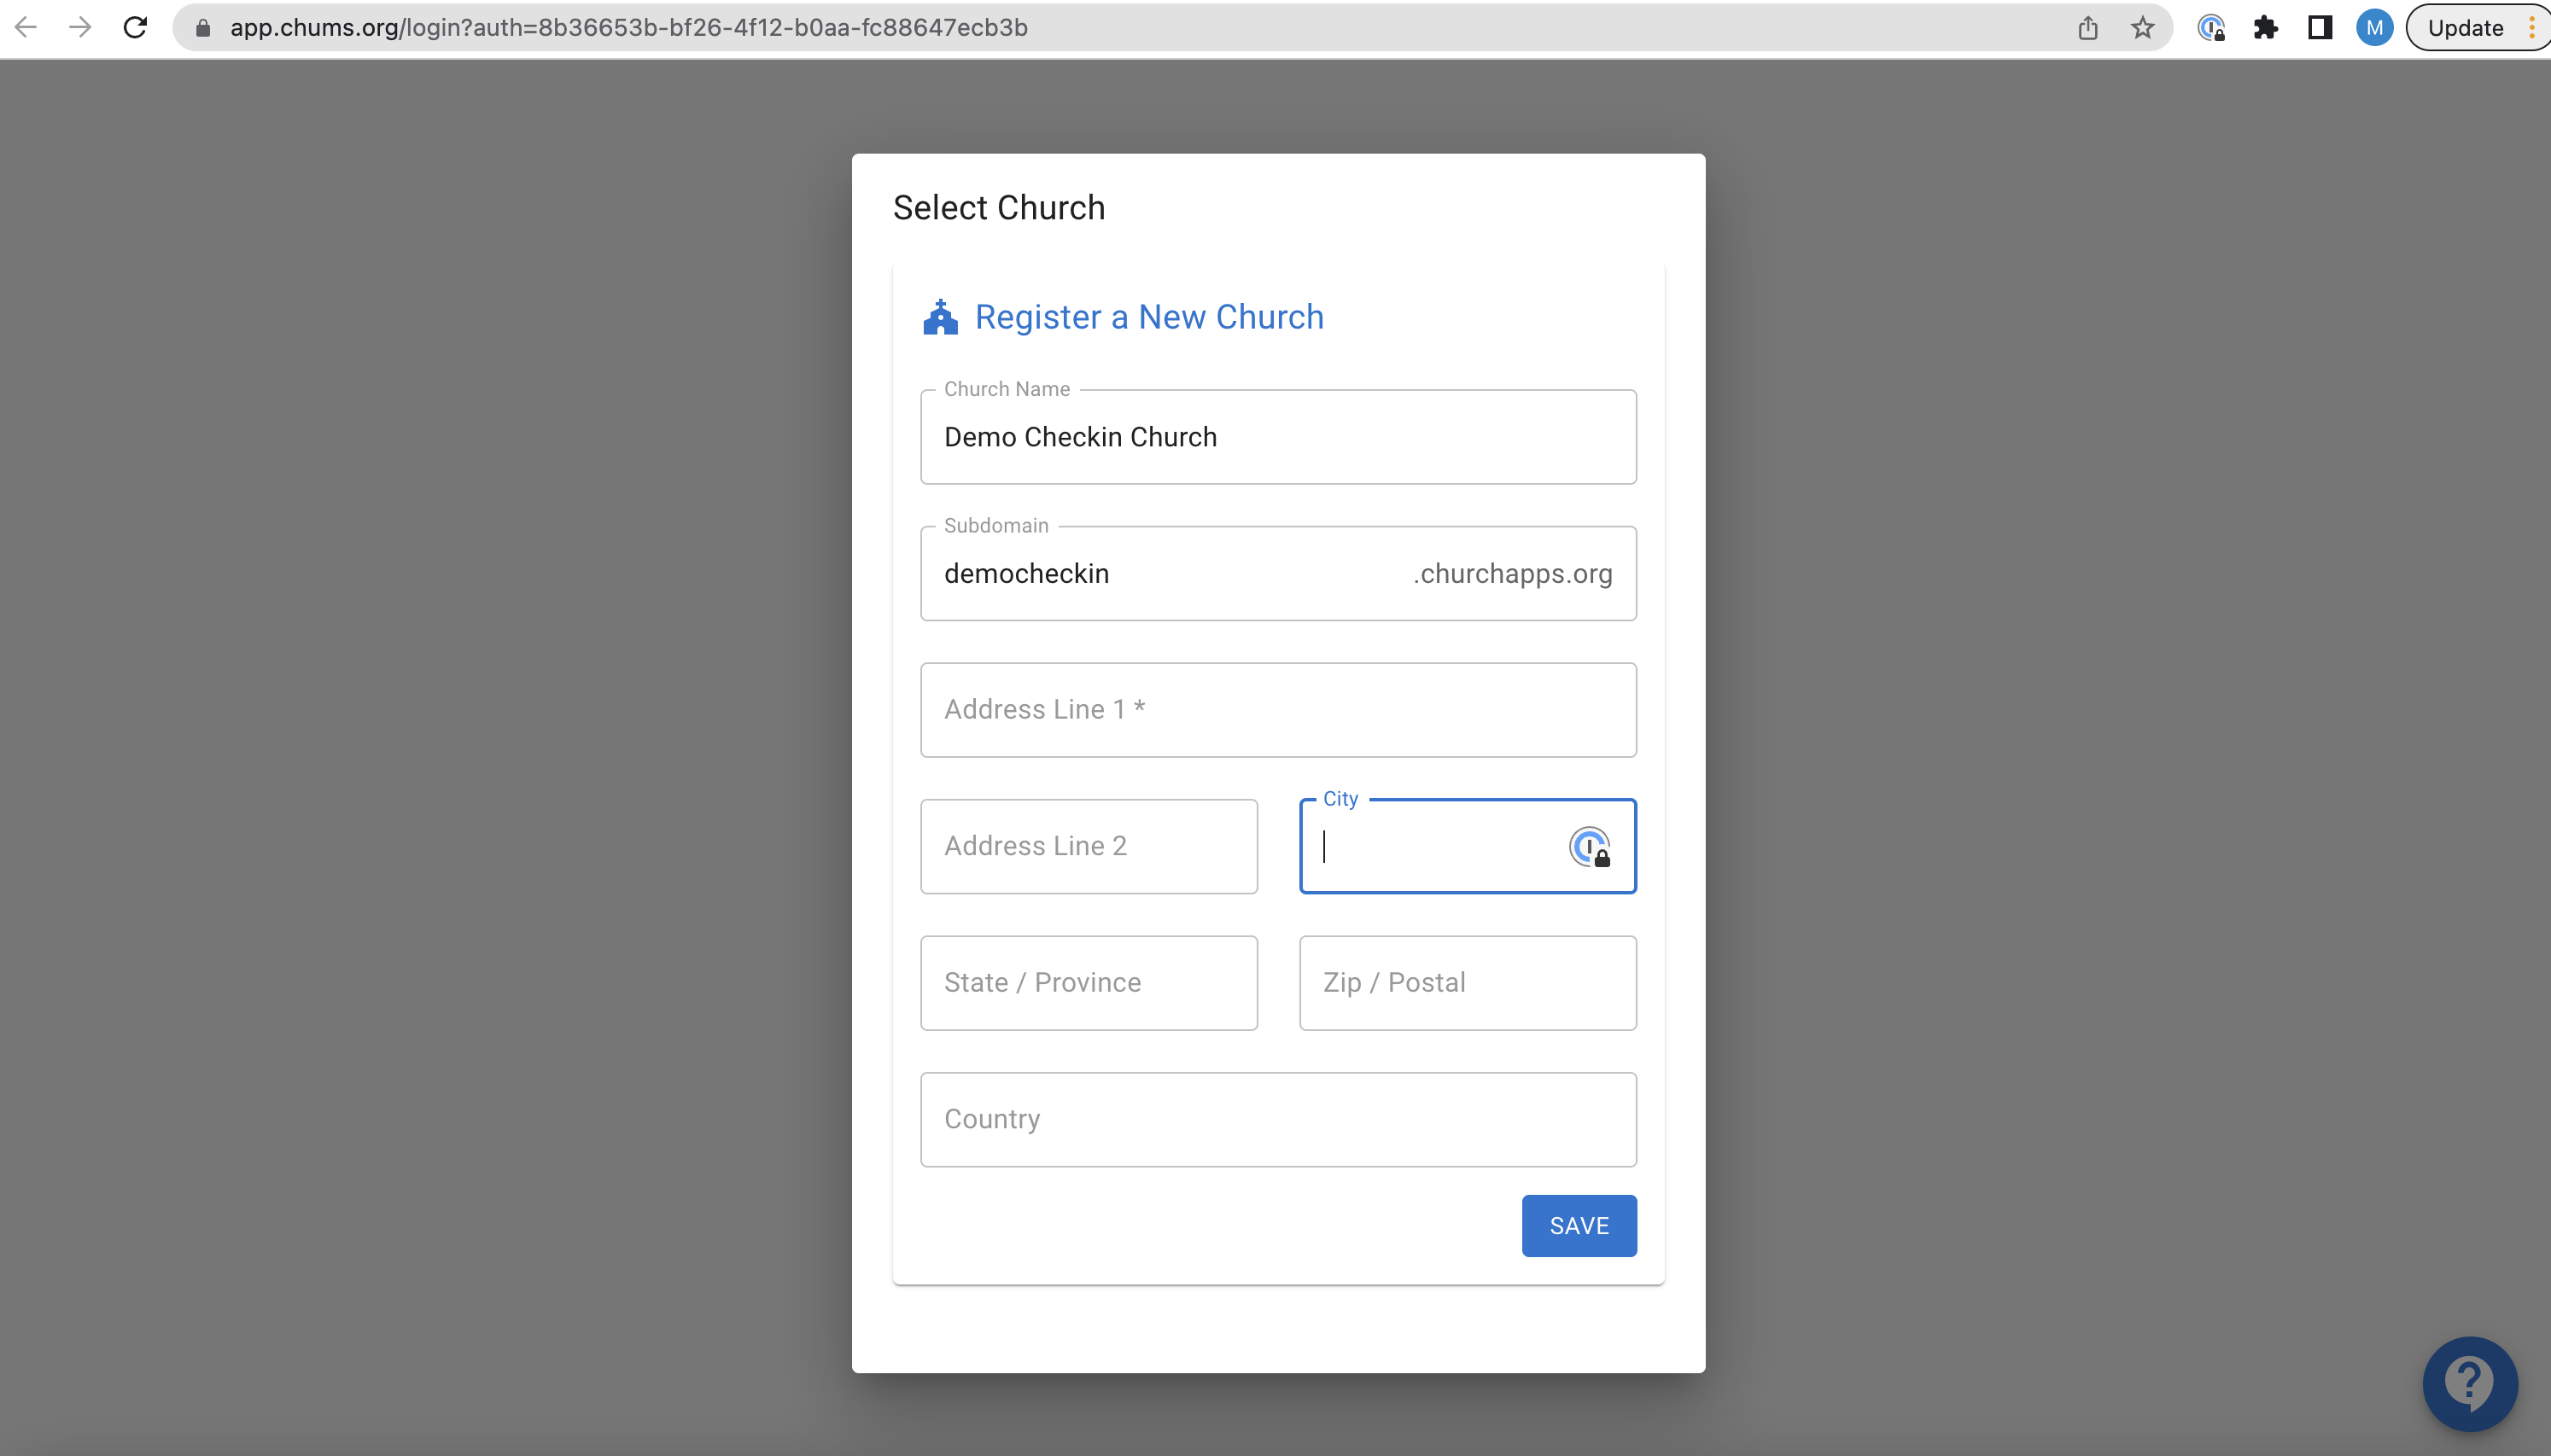 app.chums.org/login?auth=8b36653b-bf26-4f12-b0aa-fc88647ecb3b
M
Update
Select Church
Register a New Church
Church Name
Demo Checkin Church
Subdomain
democheckin .churchapps.org
Address Line 1 *
Address Line 2
City
State / Province
Zip / Postal
Country
SAVE
?